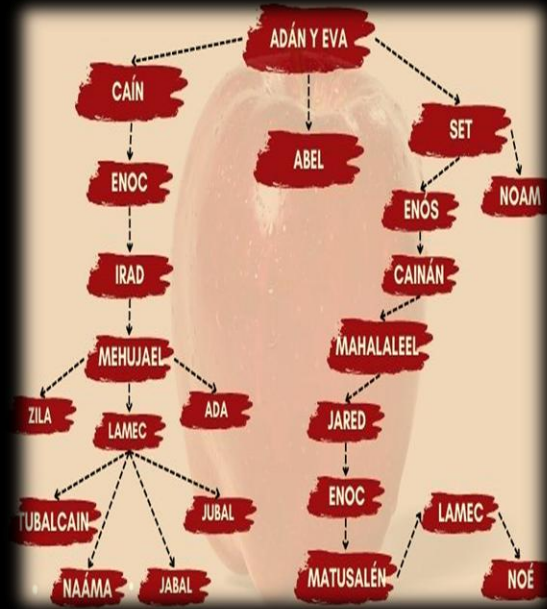 ADÁN Y EVA
CAÍN
ABEL
SET
ENOC
NOAM
ENÓS
IRAD
CAINÁN
MEHUJAEL
MAHALALEEL
ZILA
LAMEC
ADA
JARED
TUBALCAIN
JUBAL
ENOC
LAMEC
NAÁMA
JABAL
MATUSALÉN
NOÉ